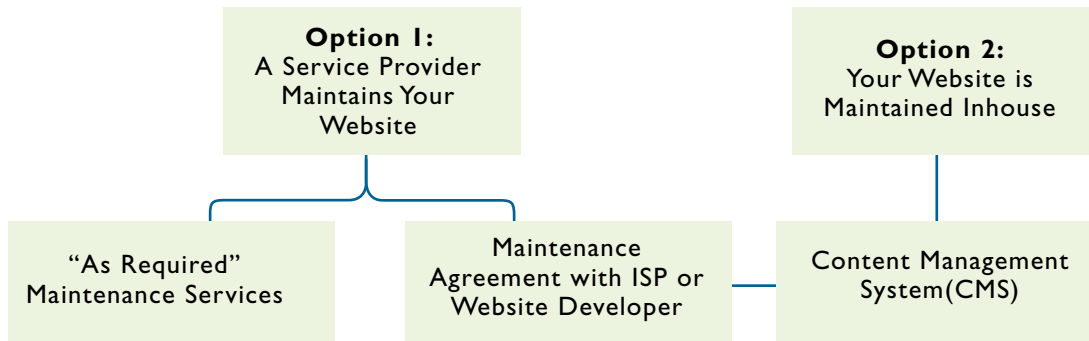 Option 1:
A Service Provider
Maintains Your
Website
Option 2:
Your Website is
Maintained Inhouse
“As Required”
Maintenance Services
Maintenance
Agreement with ISP or
Website Developer
Content Management
System(CMS)